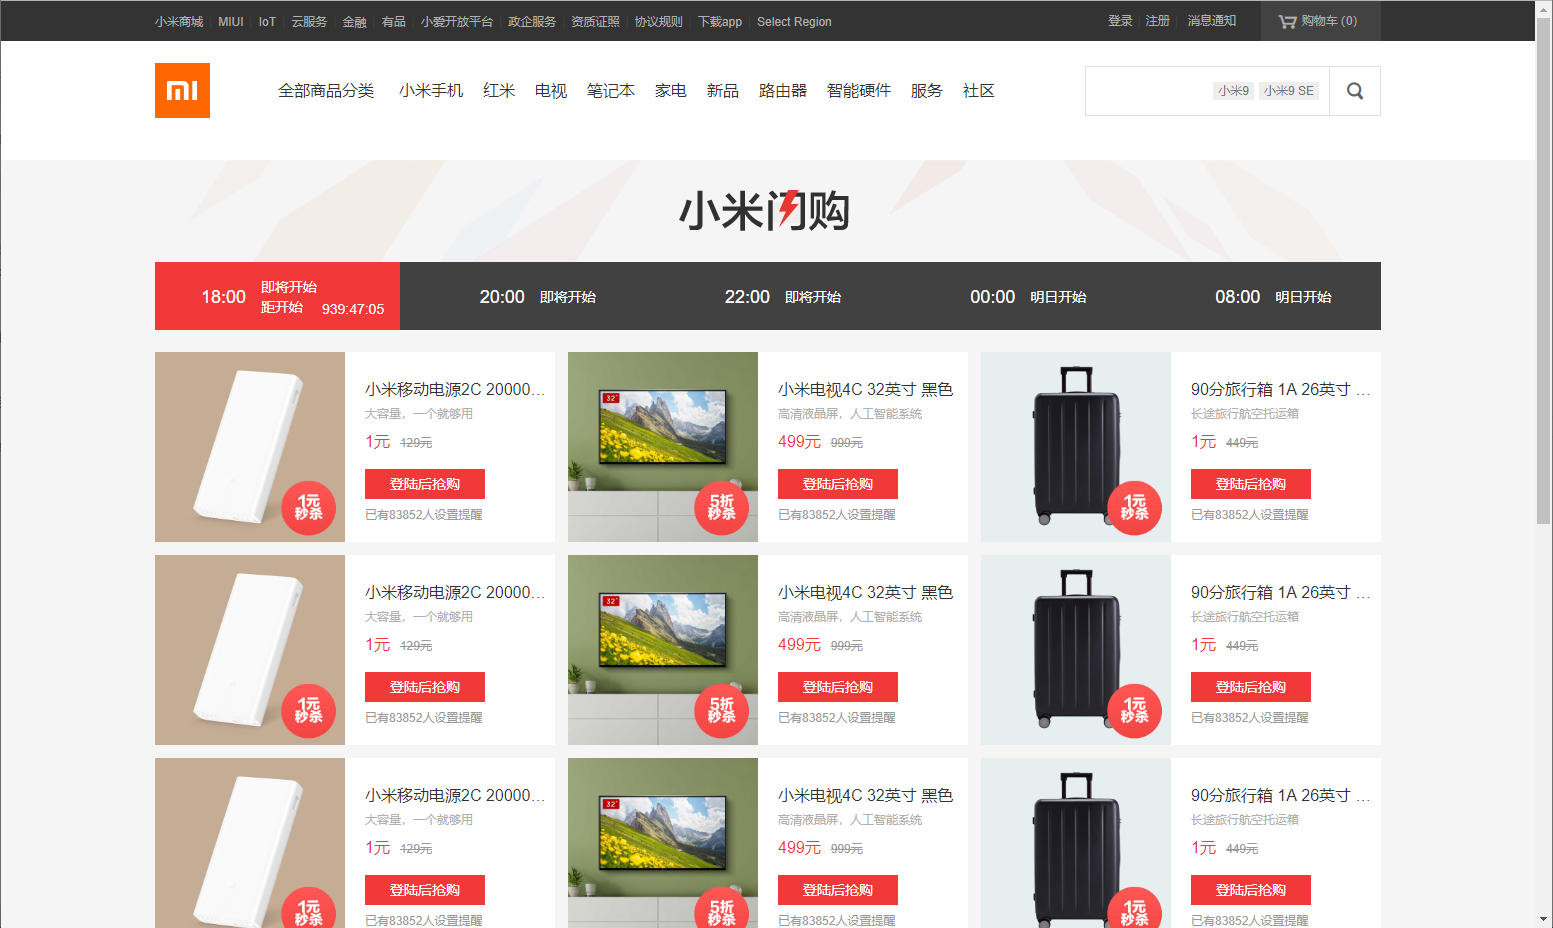 小米商城 MIUI IoT 云服务 金融 有品 小爱开放平台 政企服务 资质证照 协议规则 下载app Select Region 登录 注册 消息通知 购物车 (0)
mi 全部商品分类 小米手机 红米 电视 笔记本 家电 新品 路由器 智能硬件 服务 社区 小米9 小米9 SE
小米闪购
18:00 即将开始
距开始 939:47:05
20:00 即将开始
22:00 即将开始
00:00 明日开始
08:00 明日开始
小米移动电源2C 20000...
大容量，一个就够用
1元 129元
登陆后抢购
已有83852人设置提醒
1元
秒杀
32"
小米电视4C 32英寸 黑色
高清液晶屏，人工智能系统
499元 999元
登陆后抢购
已有83852人设置提醒
5折
秒杀
90分旅行箱 1A 26英寸 ...
长途旅行航空托运箱
1元 449元
登陆后抢购
已有83852人设置提醒
1元
秒杀
小米移动电源2C 20000...
大容量，一个就够用
1元 129元
登陆后抢购
已有83852人设置提醒
1元
秒杀
32"
小米电视4C 32英寸 黑色
高清液晶屏，人工智能系统
499元 999元
登陆后抢购
已有83852人设置提醒
5折
秒杀
90分旅行箱 1A 26英寸 ...
长途旅行航空托运箱
1元 449元
登陆后抢购
已有83852人设置提醒
1元
秒杀
小米移动电源2C 20000...
大容量，一个就够用
1元 129元
登陆后抢购
已有83852人设置提醒
1元
秒杀
32"
小米电视4C 32英寸 黑色
高清液晶屏，人工智能系统
499元 999元
登陆后抢购
已有83852人设置提醒
5折
秒杀
90分旅行箱 1A 26英寸 ...
长途旅行航空托运箱
1元 449元
登陆后抢购
已有83852人设置提醒
1元
秒杀